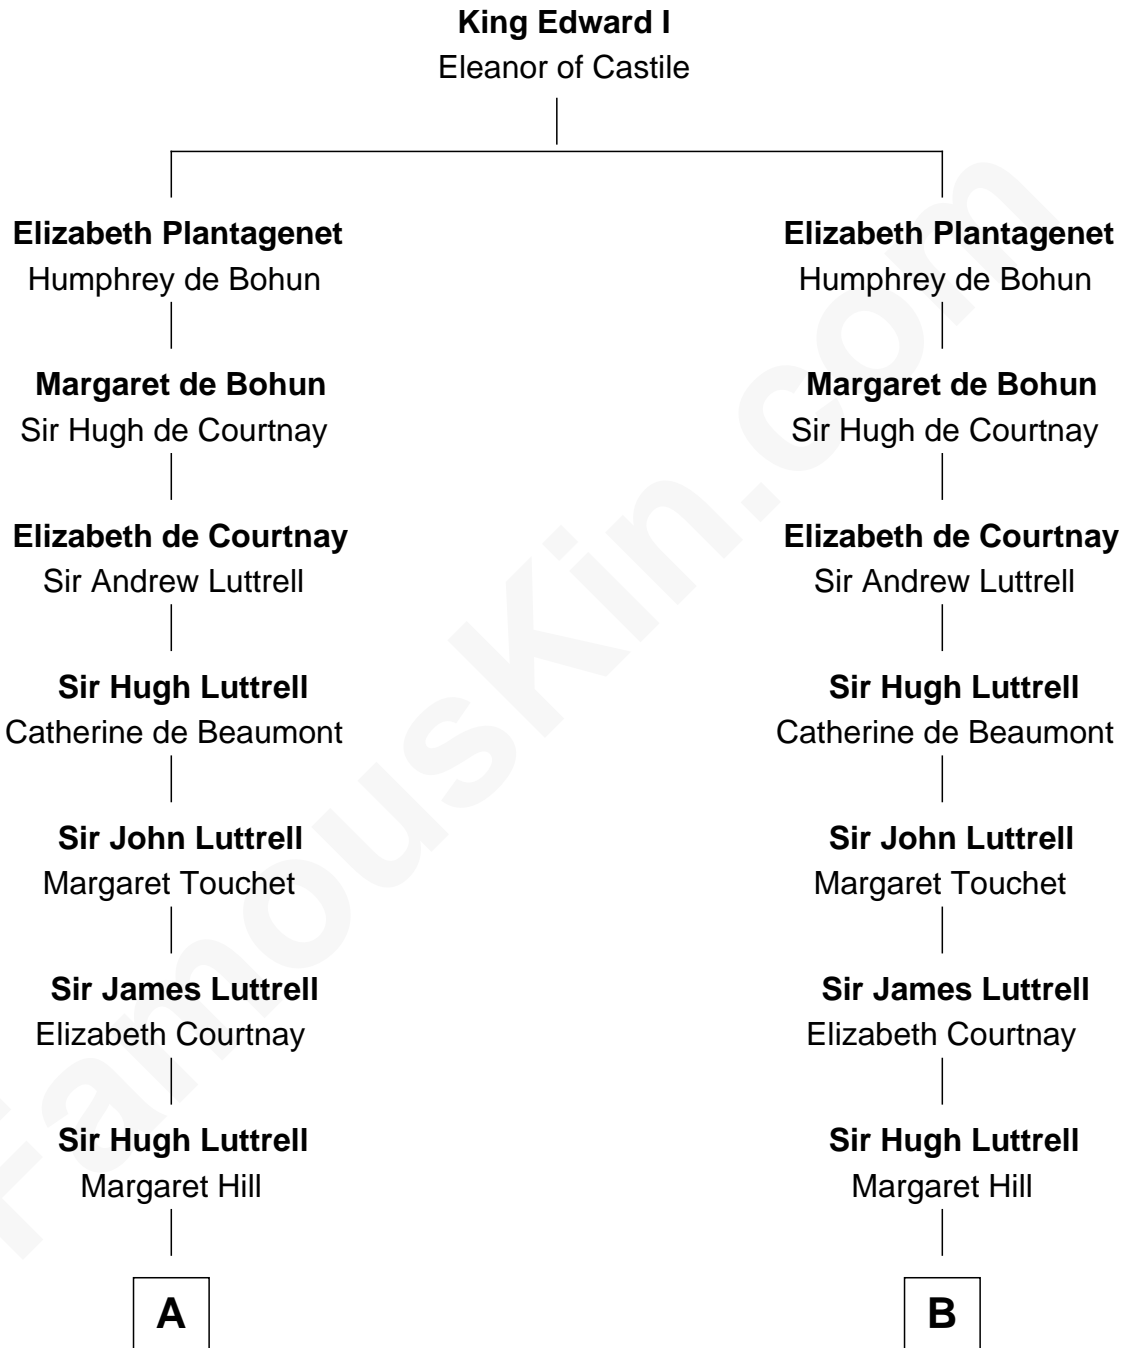 King Edward I
Eleanor of Castile
Elizabeth Plantagenet
Humphrey de Bohun
Margaret de Bohun
Sir Hugh de Courtnay
Elizabeth de Courtnay
Sir Andrew Luttrell
Sir Hugh Luttrell
Catherine de Beaumont
Sir John Luttrell
Margaret Touchet
Sir James Luttrell
Elizabeth Courtnay
Sir Hugh Luttrell
Margaret Hill
A
Elizabeth Plantagenet
Humphrey de Bohun
Margaret de Bohun
Sir Hugh de Courtnay
Elizabeth de Courtnay
Sir Andrew Luttrell
Sir Hugh Luttrell
Catherine de Beaumont
Sir John Luttrell
Margaret Touchet
Sir James Luttrell
Elizabeth Courtnay
Sir Hugh Luttrell
Margaret Hill
B
FamousKin.com